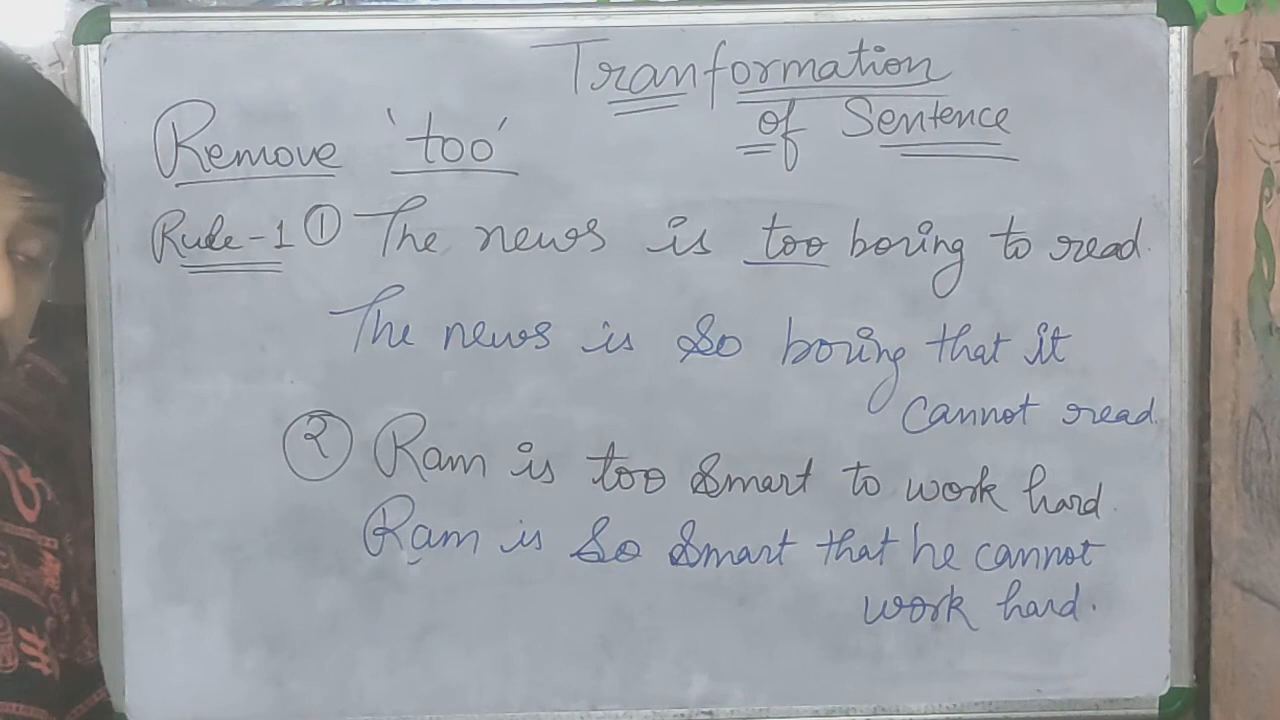 Tranformation
of Sentence
Remove 'too'
Rule-1 ① The news is too boring to read.
The news is so boring that it
cannot read.
② Ram is too smart to work hard.
Ram is so smart that he cannot
work hard.